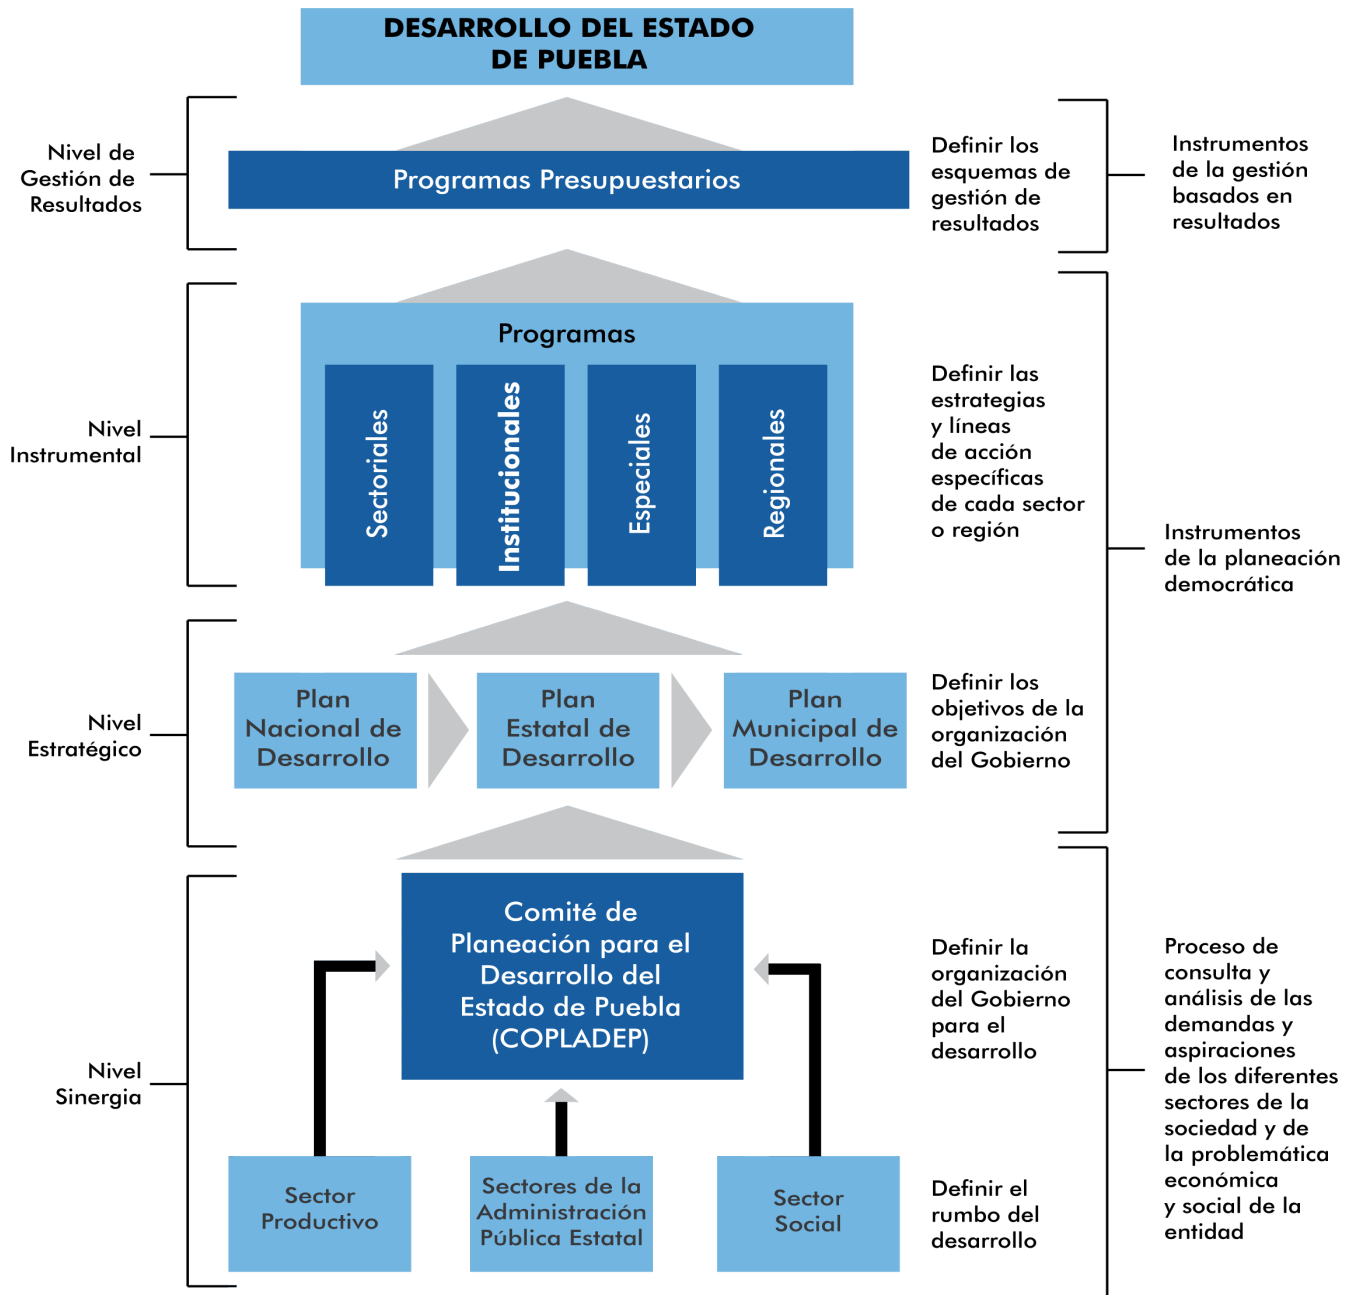 DESARROLLO DEL ESTADO
DE PUEBLA
Nivel de
Gestión de
Resultados
Programas Presupuestarios
Definir los
esquemas de
gestión de
resultados
Instrumentos
de la gestión
basados en
resultados
Nivel
Instrumental
Programas
Sectoriales
Institucionales
Especiales
Regionales
Definir las
estrategias
y líneas
de acción
específicas
de cada sector
o región
Instrumentos
de la planeación
democrática
Nivel
Estratégico
Plan
Nacional de
Desarrollo
Plan
Estatal de
Desarrollo
Plan
Municipal de
Desarrollo
Definir los
objetivos de la
organización
del Gobierno
Nivel
Sinergia
Comité de
Planeación para el
Desarrollo del
Estado de Puebla
(COPLADEP)
Definir la
organización
del Gobierno
para el
desarrollo
Proceso de
consulta y
análisis de las
demandas y
aspiraciones
de los diferentes
sectores de la
sociedad y de
la problemática
económica
y social de la
entidad
Sector
Productivo
Sectores de la
Administración
Pública Estatal
Sector
Social
Definir el
rumbo del
desarrollo